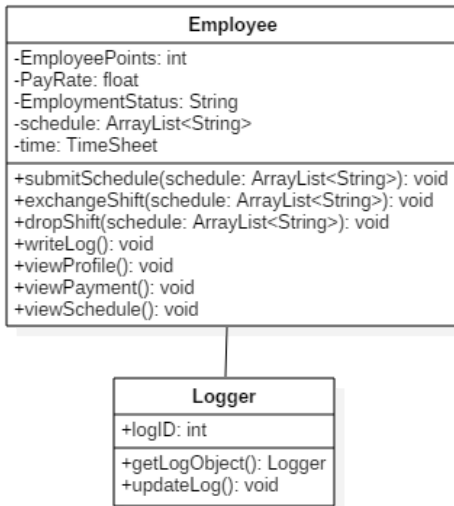 Employee
-EmployeePoints: int
-PayRate: float
-EmploymentStatus: String
-schedule: ArrayList<String>
-time: TimeSheet
+submitSchedule(schedule: ArrayList<String>): void
+exchangeShift(schedule: ArrayList<String>): void
+dropShift(schedule: ArrayList<String>): void
+writeLog(): void
+viewProfile(): void
+viewPayment(): void
+viewSchedule(): void
Logger
+logID: int
+getLogObject(): Logger
+updateLog(): void